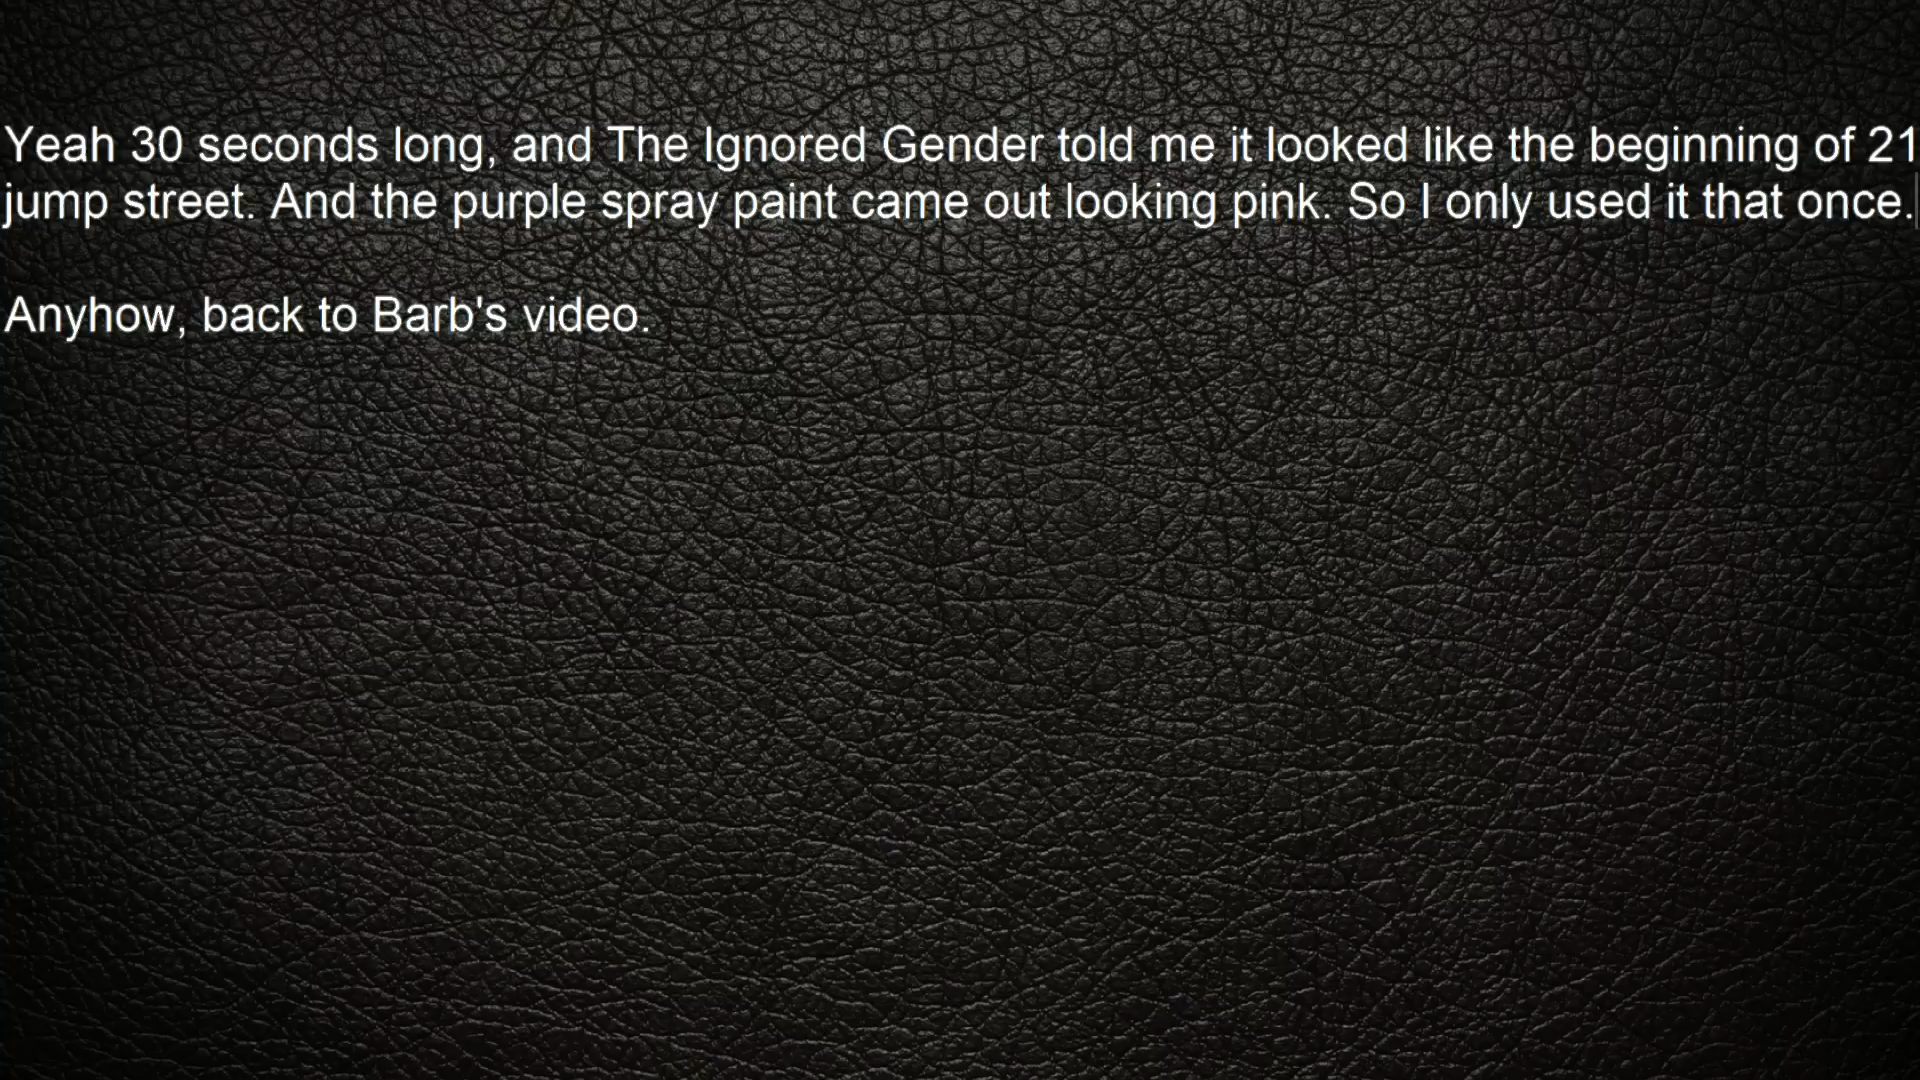 Yeah 30 seconds long, and The Ignored Gender told me it looked like the beginning of 21
jump street. And the purple spray paint came out looking pink. So I only used it that once.
Anyhow, back to Barb's video.